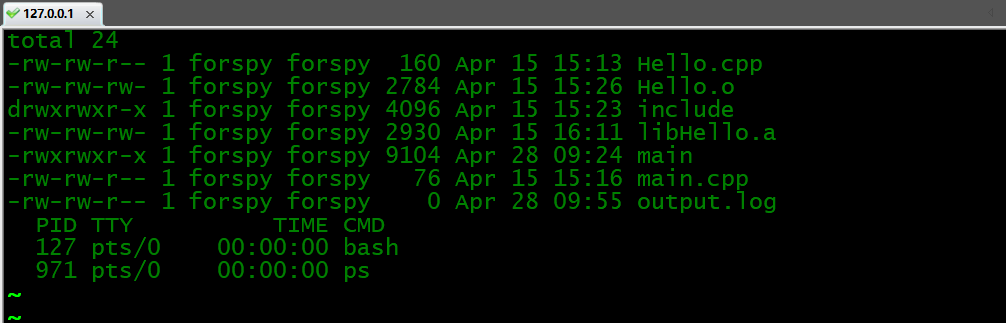 127.0.0.1 ×
total 24
-rw-rw-r-- 1 forspy forspy  160 Apr 15 15:13 Hello.cpp
-rw-rw-rw- 1 forspy forspy 2784 Apr 15 15:26 Hello.o
drwxrwxr-x 1 forspy forspy 4096 Apr 15 15:23 include
-rw-rw-rw- 1 forspy forspy 2930 Apr 15 16:11 libHello.a
-rwxrwxr-x 1 forspy forspy 9104 Apr 28 09:24 main
-rw-rw-r-- 1 forspy forspy   76 Apr 15 15:16 main.cpp
-rw-rw-r-- 1 forspy forspy    0 Apr 28 09:55 output.log
  PID TTY          TIME CMD
  127 pts/0    00:00:00 bash
  971 pts/0    00:00:00 ps
~
~